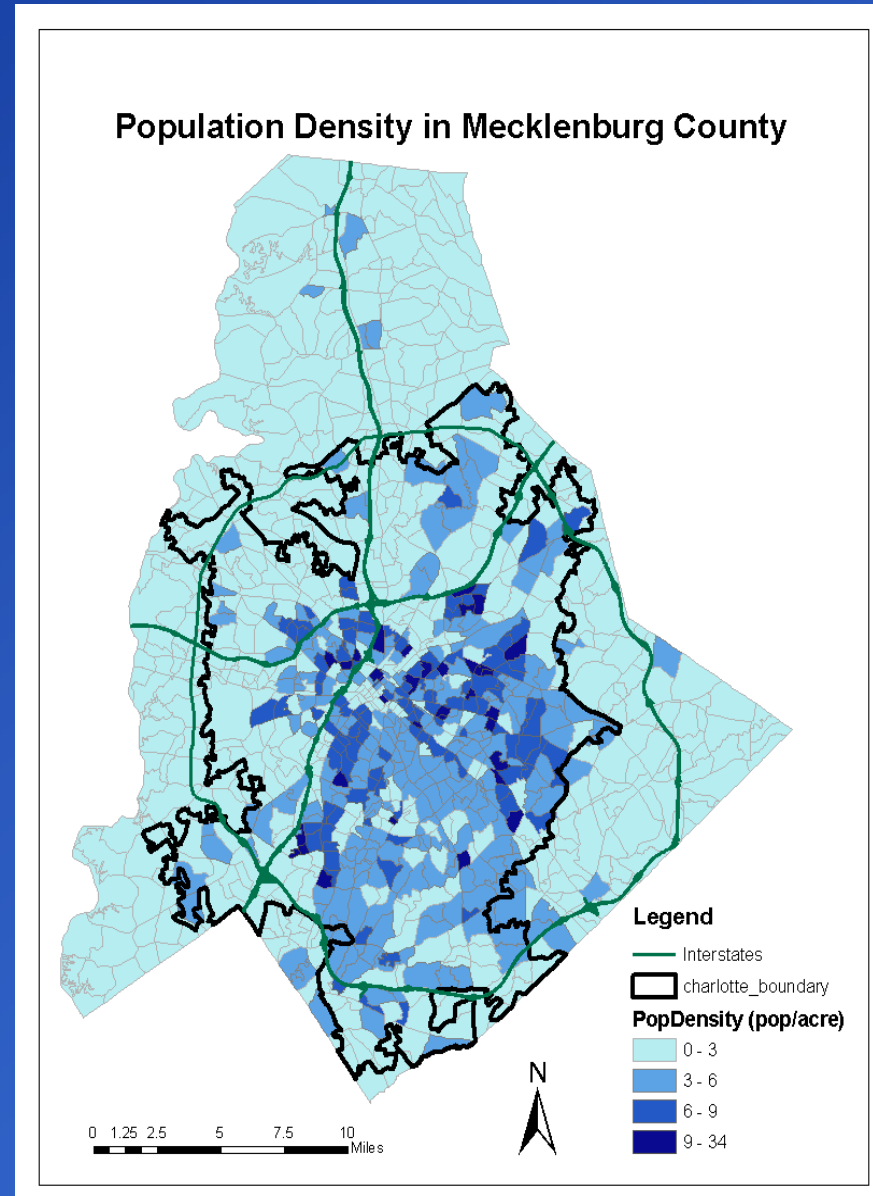 Population Density in Mecklenburg County
Legend
Interstates
charlotte_boundary
PopDensity (pop/acre)
0 - 3
3 - 6
6 - 9
9 - 34
N
0 1.25 2.5 5 7.5 10
Miles